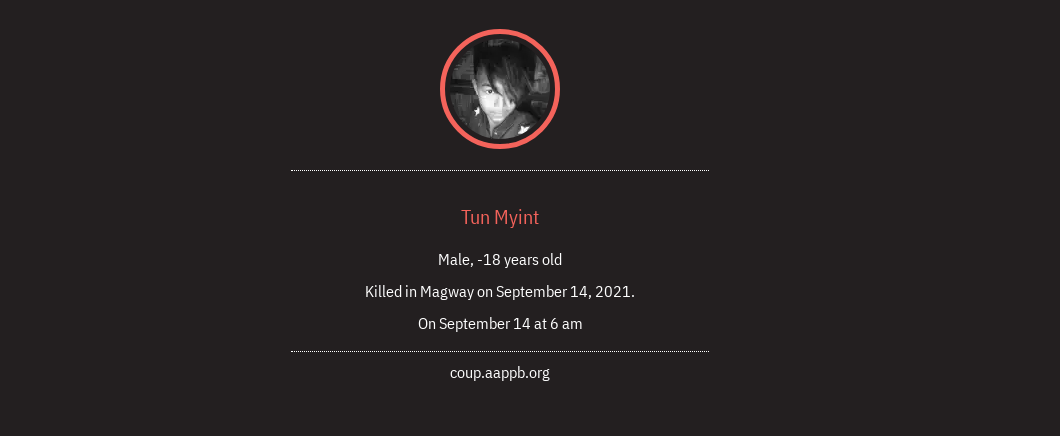 Tun Myint
Male, -18 years old
Killed in Magway on September 14, 2021.
On September 14 at 6 am
coup.aappb.org